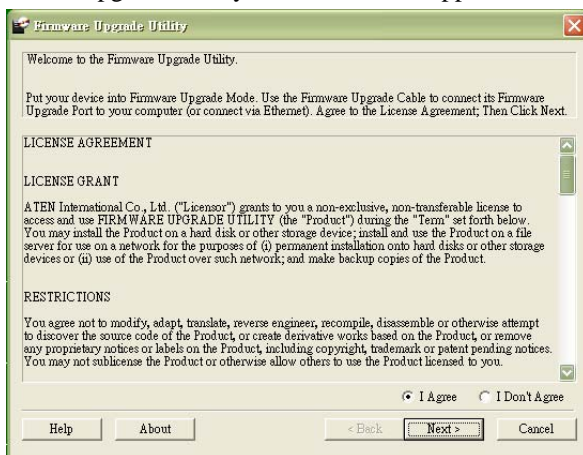 Firmware Upgrade Utility
Welcome to the Firmware Upgrade Utility.
Put your device into Firmware Upgrade Mode. Use the Firmware Upgrade Cable to connect its Firmware
Upgrade Port to your computer (or connect via Ethernet). Agree to the License Agreement; Then Click Next.
LICENSE AGREEMENT
LICENSE GRANT
ATEN International Co., Ltd. ("Licensor") grants to you a non-exclusive, non-transferable license to
access and use FIRMWARE UPGRADE UTILITY (the "Product") during the "Term" set forth below.
You may install the Product on a hard disk or other storage device; install and use the Product on a file
server for use on a network for the purposes of (i) permanent installation onto hard disks or other storage
devices or (ii) use of the Product over such network; and make backup copies of the Product.
RESTRICTIONS
You agree not to modify, adapt, translate, reverse engineer, recompile, disassemble or otherwise attempt
to discover the source code of the Product, or create derivative works based on the Product, or remove
any proprietary notices or labels on the Product, including copyright, trademark or patent pending notices.
You may not sublicense the Product or otherwise allow others to use the Product licensed to you.
I Agree I Don't Agree
Help About < Back Next > Cancel